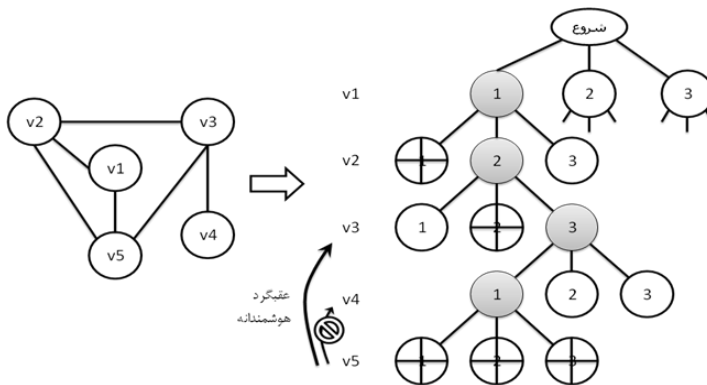 شروع
v1 1 2 3
v2 v3
v1
v2 1 2 3
v3 1 2 3
v5 v4
عقبگرد
هوشمندانه
v4 1 2 3
v5 1 2 3